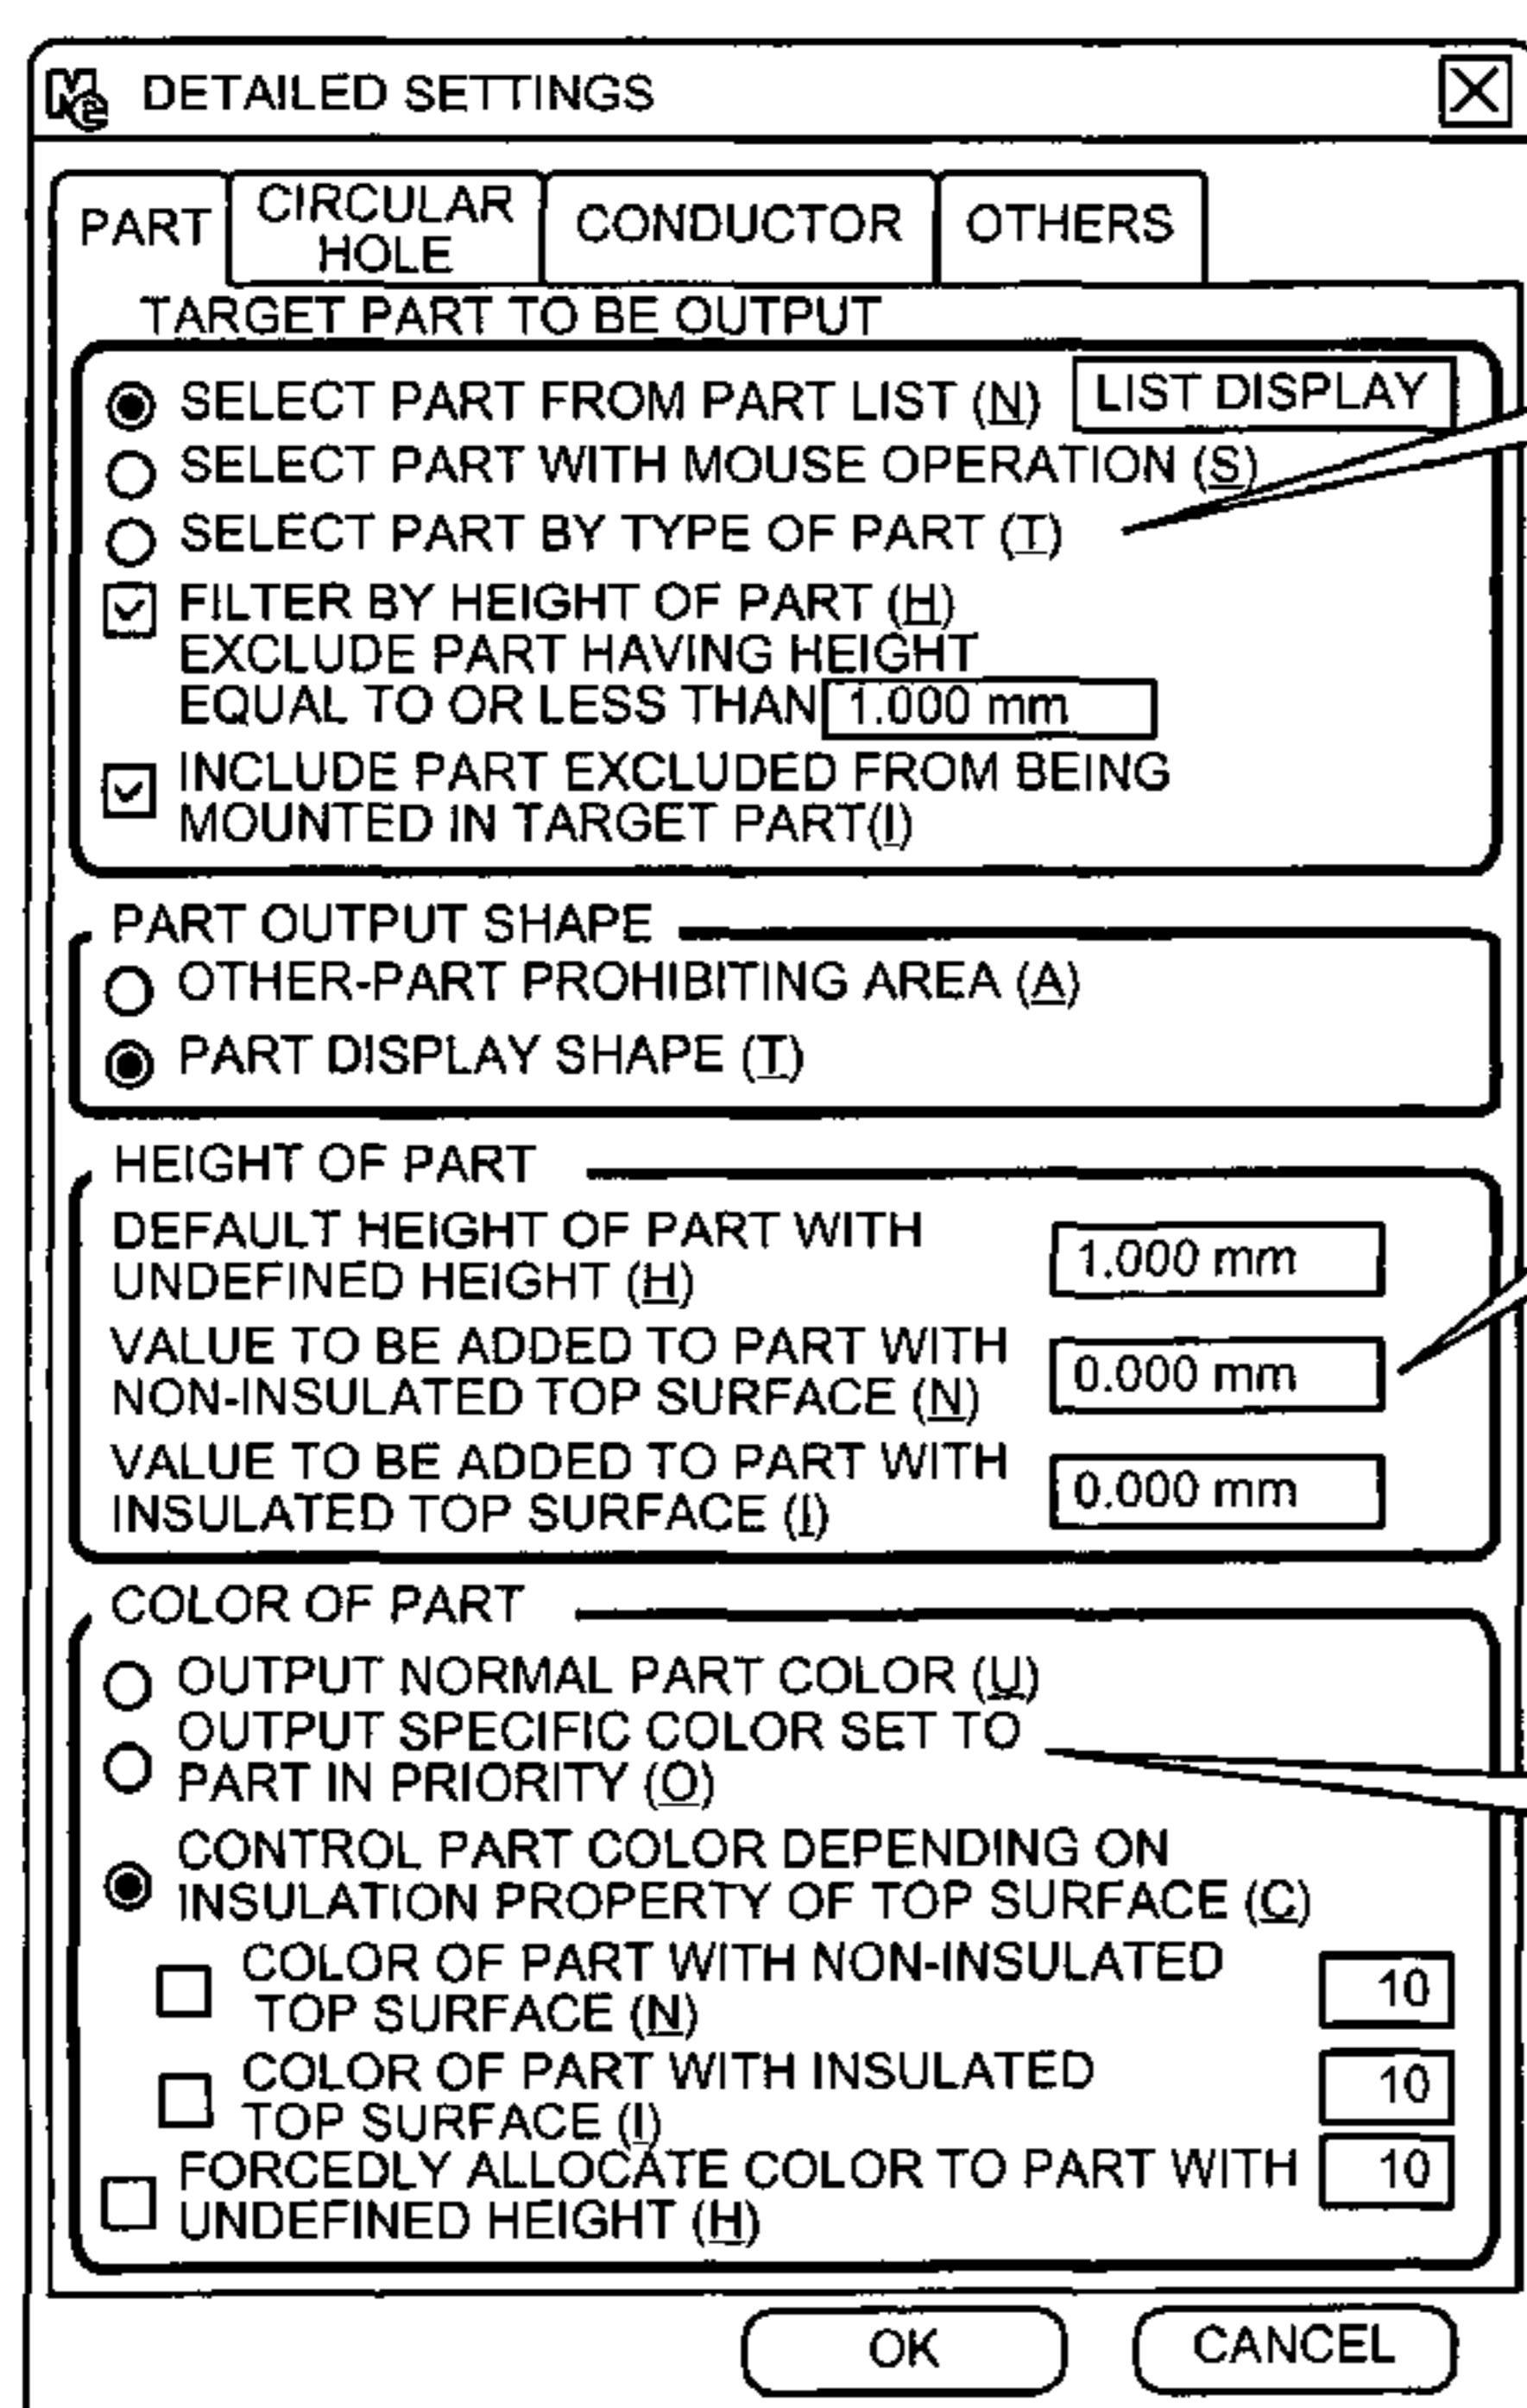 DETAILED SETTINGS
PART
CIRCULAR
HOLE
CONDUCTOR
OTHERS
TARGET PART TO BE OUTPUT
SELECT PART FROM PART LIST (N)
LIST DISPLAY
SELECT PART WITH MOUSE OPERATION (S)
SELECT PART BY TYPE OF PART (T)
FILTER BY HEIGHT OF PART (H)
EXCLUDE PART HAVING HEIGHT
EQUAL TO OR LESS THAN 1.000 mm
INCLUDE PART EXCLUDED FROM BEING
MOUNTED IN TARGET PART(I)
PART OUTPUT SHAPE
OTHER-PART PROHIBITING AREA (A)
PART DISPLAY SHAPE (T)
HEIGHT OF PART
DEFAULT HEIGHT OF PART WITH
UNDEFINED HEIGHT (H)
1.000 mm
VALUE TO BE ADDED TO PART WITH
NON-INSULATED TOP SURFACE (N)
0.000 mm
VALUE TO BE ADDED TO PART WITH
INSULATED TOP SURFACE (I)
0.000 mm
COLOR OF PART
OUTPUT NORMAL PART COLOR (U)
OUTPUT SPECIFIC COLOR SET TO
PART IN PRIORITY (O)
CONTROL PART COLOR DEPENDING ON
INSULATION PROPERTY OF TOP SURFACE (C)
COLOR OF PART WITH NON-INSULATED
TOP SURFACE (N)
10
COLOR OF PART WITH INSULATED
TOP SURFACE (I)
10
FORCEDLY ALLOCATE COLOR TO PART WITH
UNDEFINED HEIGHT (H)
10
OK
CANCEL